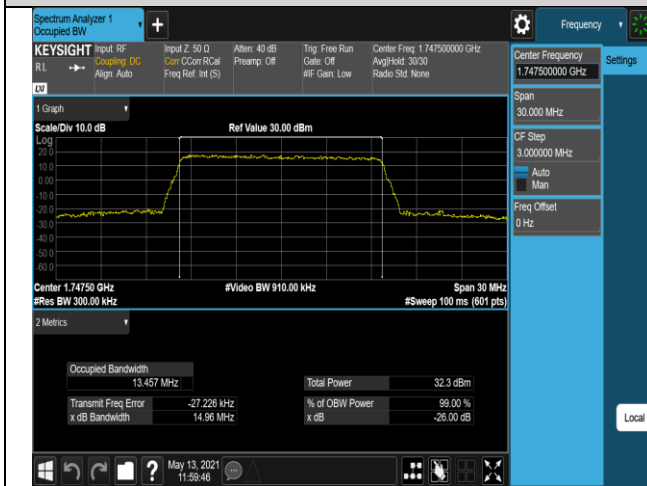 Spectrum Analyzer 1
Occupied BW
Frequency
KEYSIGHT
Input: RF
Input Z: 50 Ω
Atten: 40 dB
Trig: Free Run
Center Freq: 1.747500000 GHz
RL
Coupling: DC
Corr CCorr RCal
Preamp: Off
Gate: Off
Avg|Hold: 30/30
Align: Auto
Freq Ref: Int (S)
#IF Gain: Low
Radio Std: None
LXI
Center Frequency
1.747500000 GHz
Settings
Span
30.000 MHz
CF Step
3.000000 MHz
Auto
Man
Freq Offset
0 Hz
1 Graph
Scale/Div 10.0 dB
Ref Value 30.00 dBm
Log
20.0
10.0
0.00
-10.0
-20.0
-30.0
-40.0
-50.0
-60.0
Center 1.74750 GHz
#Video BW 910.00 kHz
Span 30 MHz
#Res BW 300.00 kHz
#Sweep 100 ms (601 pts)
2 Metrics
Occupied Bandwidth
13.457 MHz
Total Power
32.3 dBm
Transmit Freq Error
-27.226 kHz
% of OBW Power
99.00 %
x dB Bandwidth
14.96 MHz
x dB
-26.00 dB
Local
?
May 13, 2021
11:59:46